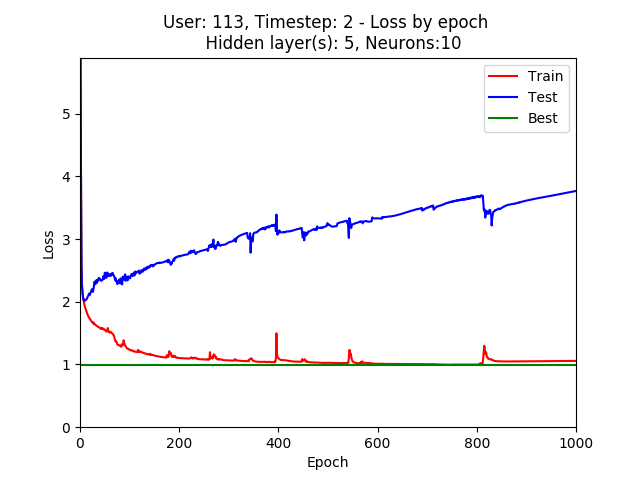 User: 113, Timestep: 2 - Loss by epoch
Hidden layer(s): 5, Neurons:10
Train
Test
Best
5
4
3
2
1
0
Loss
0 200 400 600 800 1000
Epoch